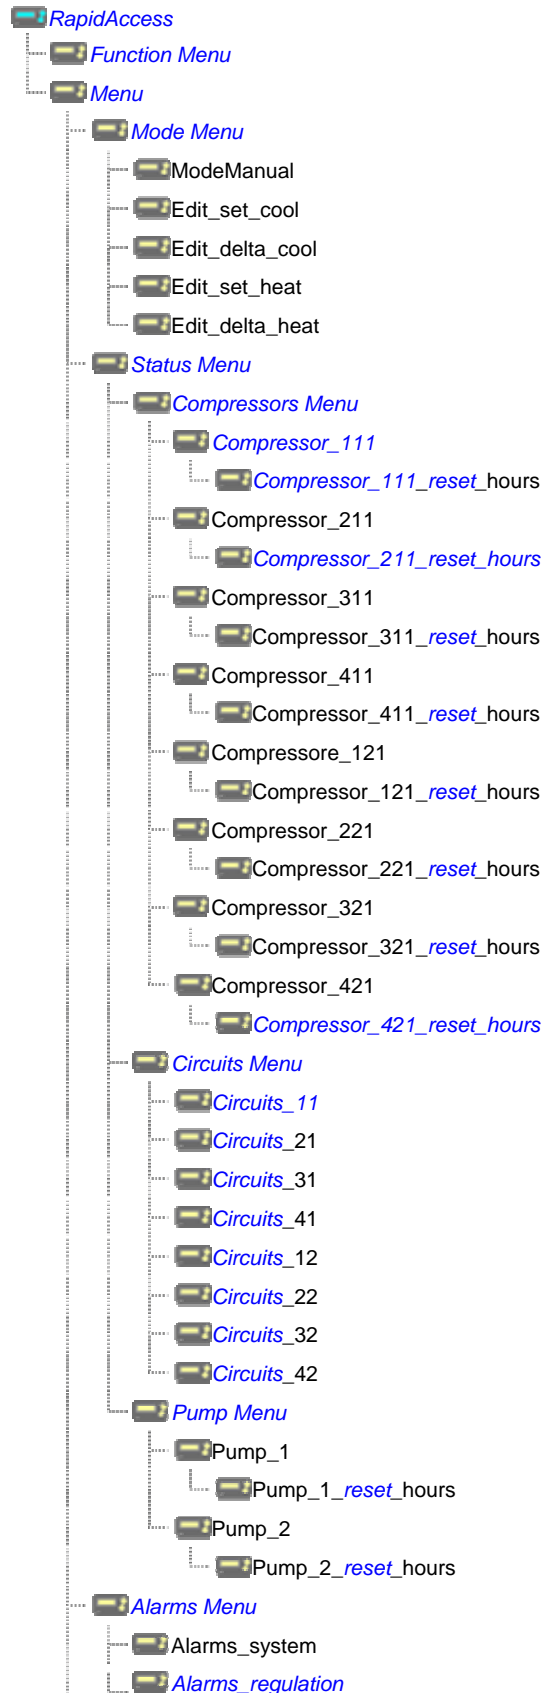 RapidAccess
Function Menu
Menu
Mode Menu
ModeManual
Edit_set_cool
Edit_delta_cool
Edit_set_heat
Edit_delta_heat
Status Menu
Compressors Menu
Compressor_111
Compressor_111_reset_hours
Compressor_211
Compressor_211_reset_hours
Compressor_311
Compressor_311_reset_hours
Compressor_411
Compressor_411_reset_hours
Compressore_121
Compressor_121_reset_hours
Compressor_221
Compressor_221_reset_hours
Compressor_321
Compressor_321_reset_hours
Compressor_421
Compressor_421_reset_hours
Circuits Menu
Circuits_11
Circuits_21
Circuits_31
Circuits_41
Circuits_12
Circuits_22
Circuits_32
Circuits_42
Pump Menu
Pump_1
Pump_1_reset_hours
Pump_2
Pump_2_reset_hours
Alarms Menu
Alarms_system
Alarms_regulation